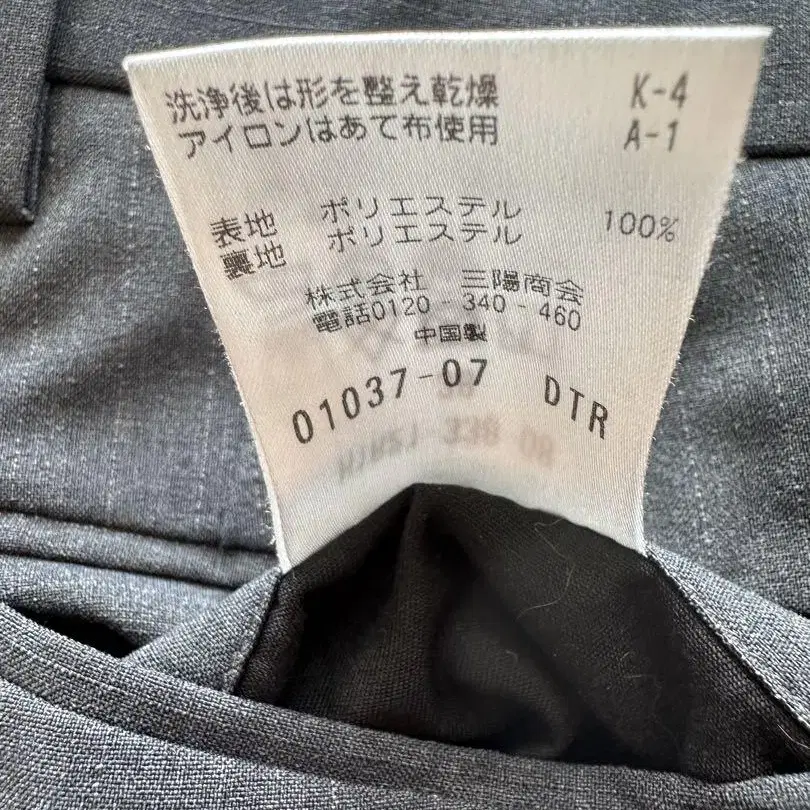 洗浄後は形を整え乾燥 K-4
アイロンはあて布使用 A-1
表地 ポリエステル 100%
裏地 ポリエステル
株式会社 三陽商会
電話0120-340-460
中国製
01037-07 DTR